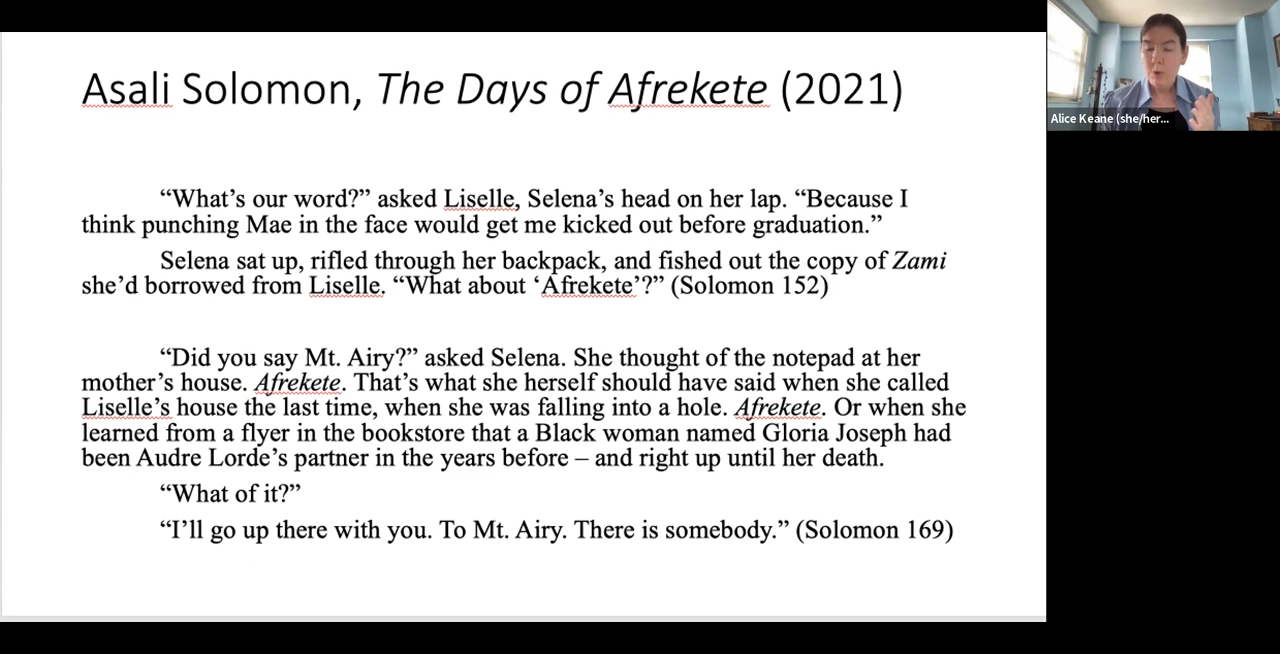 Asali Solomon, The Days of Afrekete (2021)
“What’s our word?” asked Liselle, Selena’s head on her lap. “Because I
think punching Mae in the face would get me kicked out before graduation.”
Selena sat up, rifled through her backpack, and fished out the copy of Zami
she’d borrowed from Liselle. “What about ‘Afrekete’?” (Solomon 152)
“Did you say Mt. Airy?” asked Selena. She thought of the notepad at her
mother’s house. Afrekete. That’s what she herself should have said when she called
Liselle’s house the last time, when she was falling into a hole. Afrekete. Or when she
learned from a flyer in the bookstore that a Black woman named Gloria Joseph had
been Audre Lorde’s partner in the years before – and right up until her death.
“What of it?”
“I’ll go up there with you. To Mt. Airy. There is somebody.” (Solomon 169)
Alice Keane (she/her...